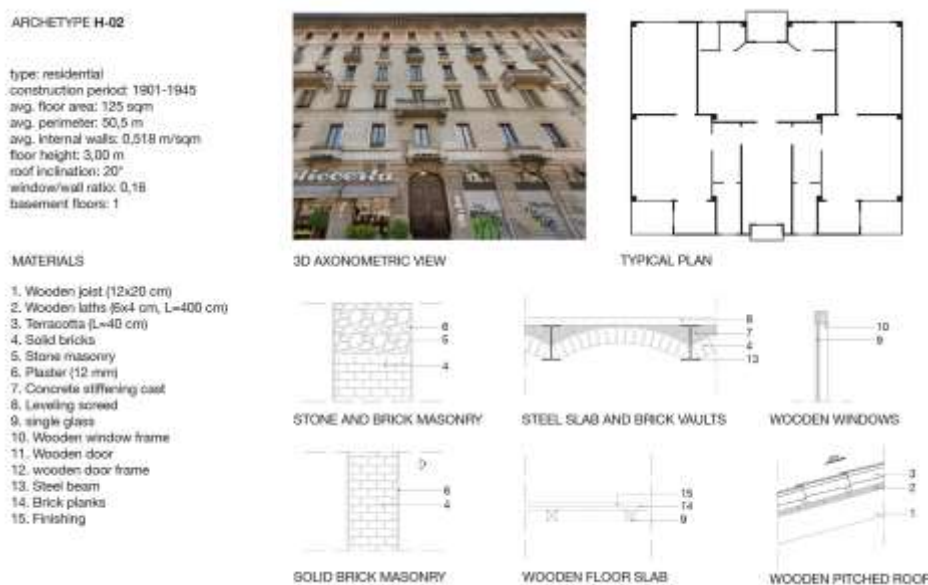 ARCHETYPE H-02
type: residential
construction period: 1901-1945
avg. floor area: 125 sqm
avg. perimeter: 50,5 m
avg. internal walls: 0,518 m/sqm
floor height: 3,00 m
roof inclination: 20°
window/wall ratio: 0,18
basement floors: 1
MATERIALS
1. Wooden joist (12x20 cm)
2. Wooden laths (6x4 cm, L=400 cm)
3. Terracotta (L=40 cm)
4. Solid bricks
5. Stone masonry
6. Plaster (12 mm)
7. Concrete stiffening cast
8. Leveling screed
9. single glass
10. Wooden window frame
11. Wooden door
12. wooden door frame
13. Steel beam
14. Brick planks
15. Finishing
3D AXONOMETRIC VIEW
TYPICAL PLAN
6
5
4
STONE AND BRICK MASONRY
8
7
4
13
STEEL SLAB AND BRICK VAULTS
10
9
WOODEN WINDOWS
6
4
SOLID BRICK MASONRY
15
14
9
WOODEN FLOOR SLAB
3
2
1
WOODEN PITCHED ROOF